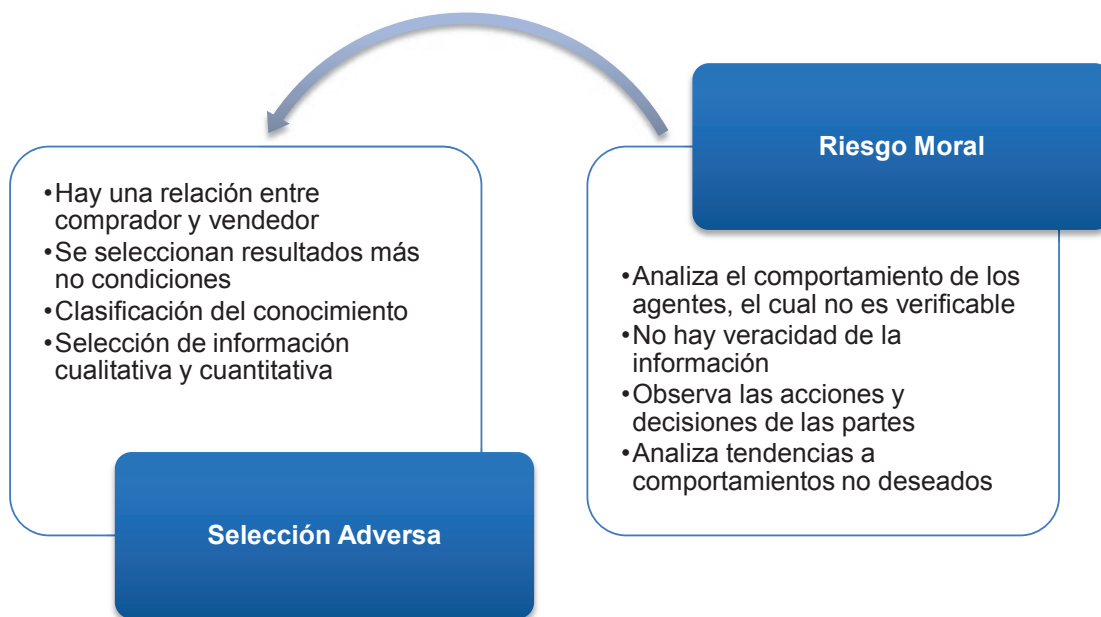 •Hay una relación entre
comprador y vendedor
•Se seleccionan resultados más
no condiciones
•Clasificación del conocimiento
•Selección de información
cualitativa y cuantitativa
Selección Adversa
Riesgo Moral
•Analiza el comportamiento de los
agentes, el cual no es verificable
•No hay veracidad de la
información
•Observa las acciones y
decisiones de las partes
•Analiza tendencias a
comportamientos no deseados